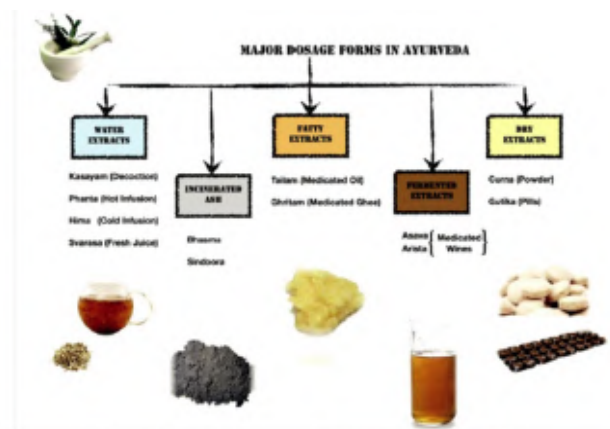 MAJOR DOSAGE FORMS IN AYURVEDA
WATER
EXTRACTS
Kasayam (Decoction)
Phanta (Hot Infusion)
Hima (Cold Infusion)
Svarasa (Fresh Juice)
INCINERATED
ASH
Bhasma
Sindoora
FATTY
EXTRACTS
Tailam (Medicated Oil)
Ghritam (Medicated Ghee)
FERMENTED
EXTRACTS
Asava
Arista
Medicated
Wines
DRY
EXTRACTS
Curna (Powder)
Gutika (Pills)